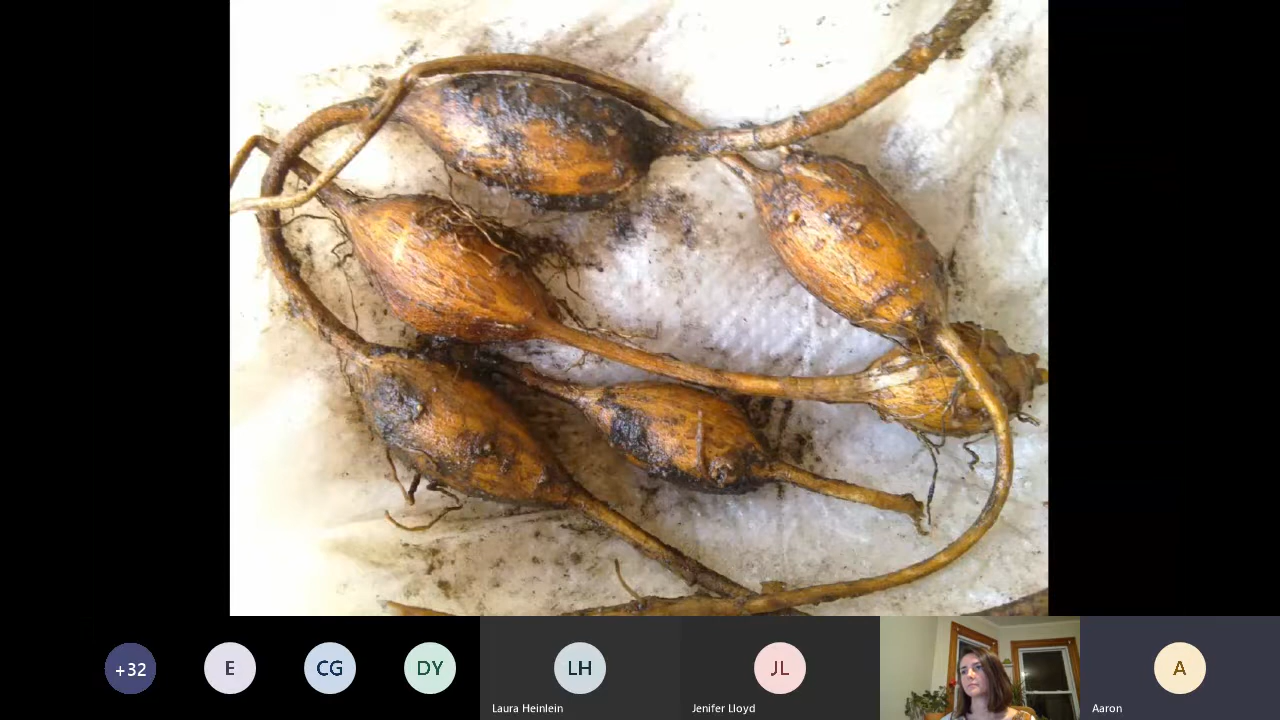 +32
E
CG
DY
LH
Laura Heinlein
JL
Jenifer Lloyd
A
Aaron